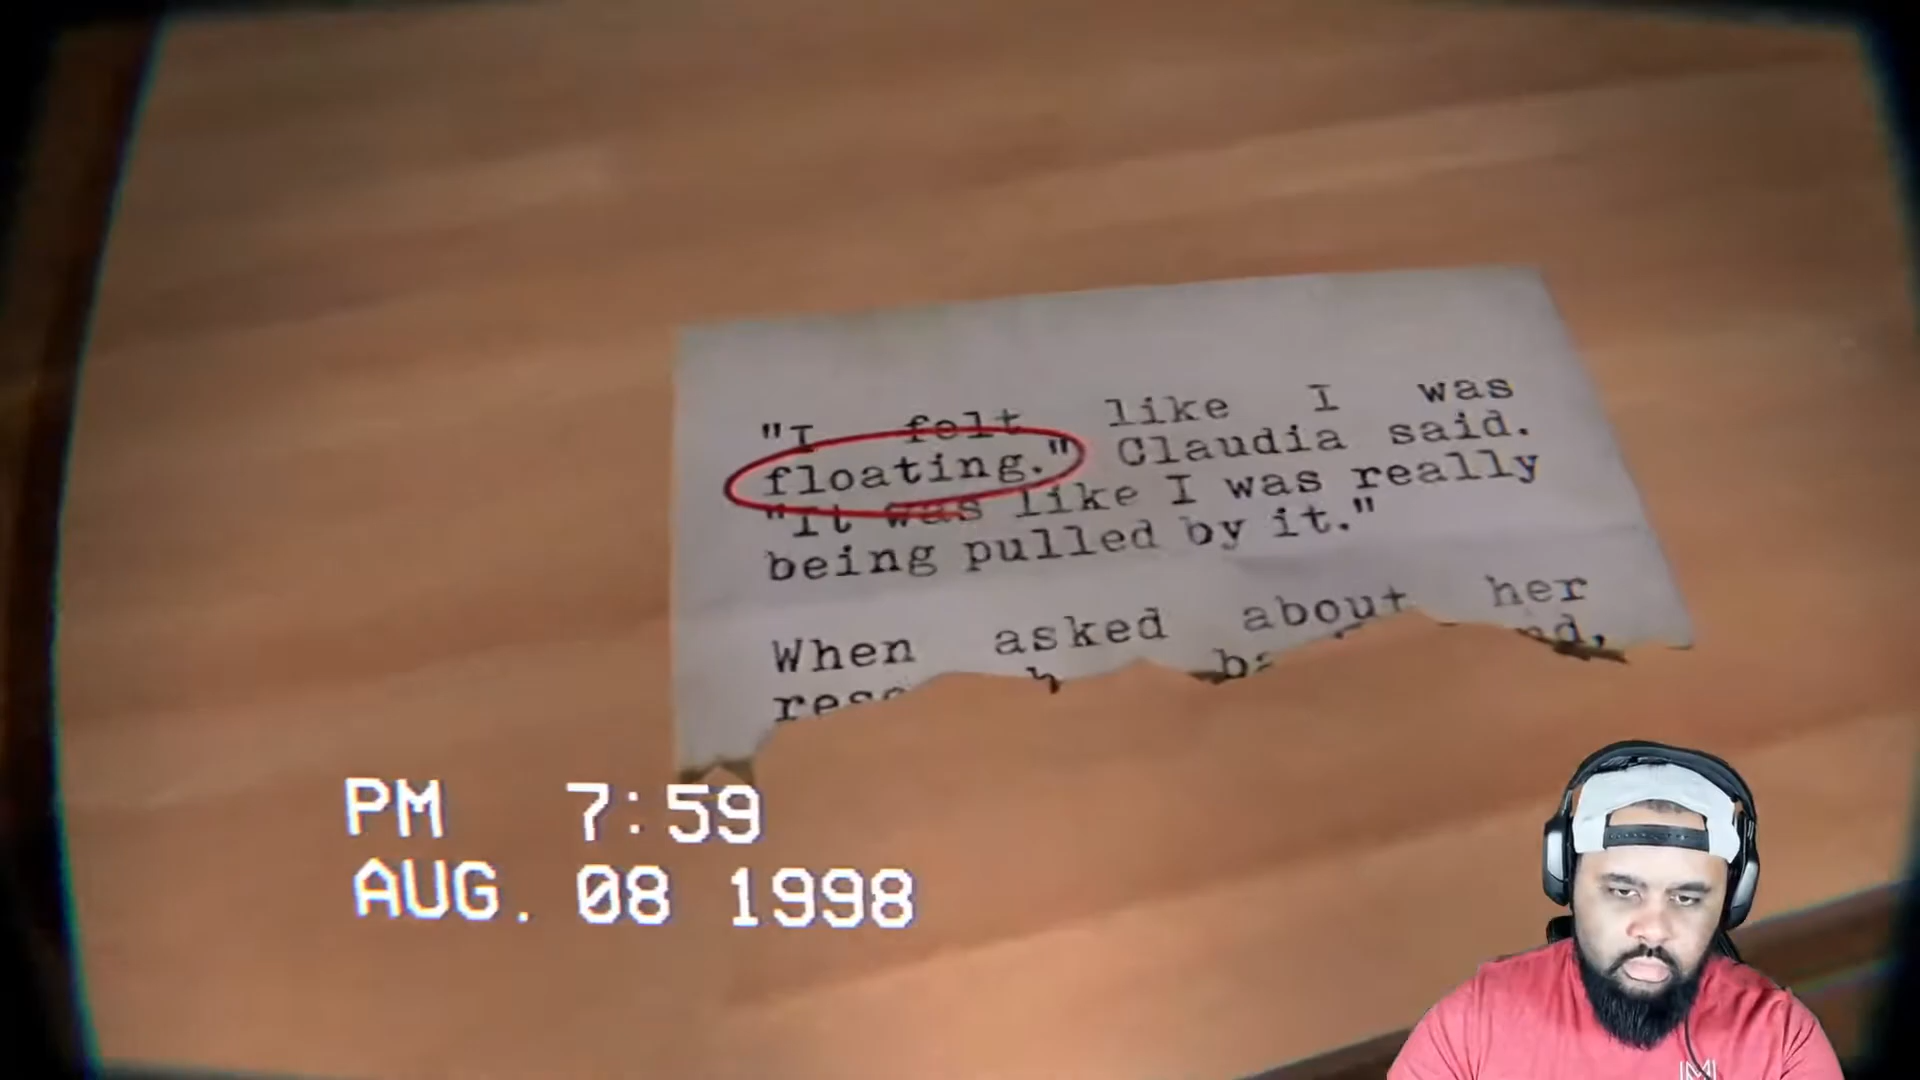 "I felt like I was
floating." Claudia said.
"It was like I was really
being pulled by it."
When asked about her
PM 7:59
AUG. 08 1998